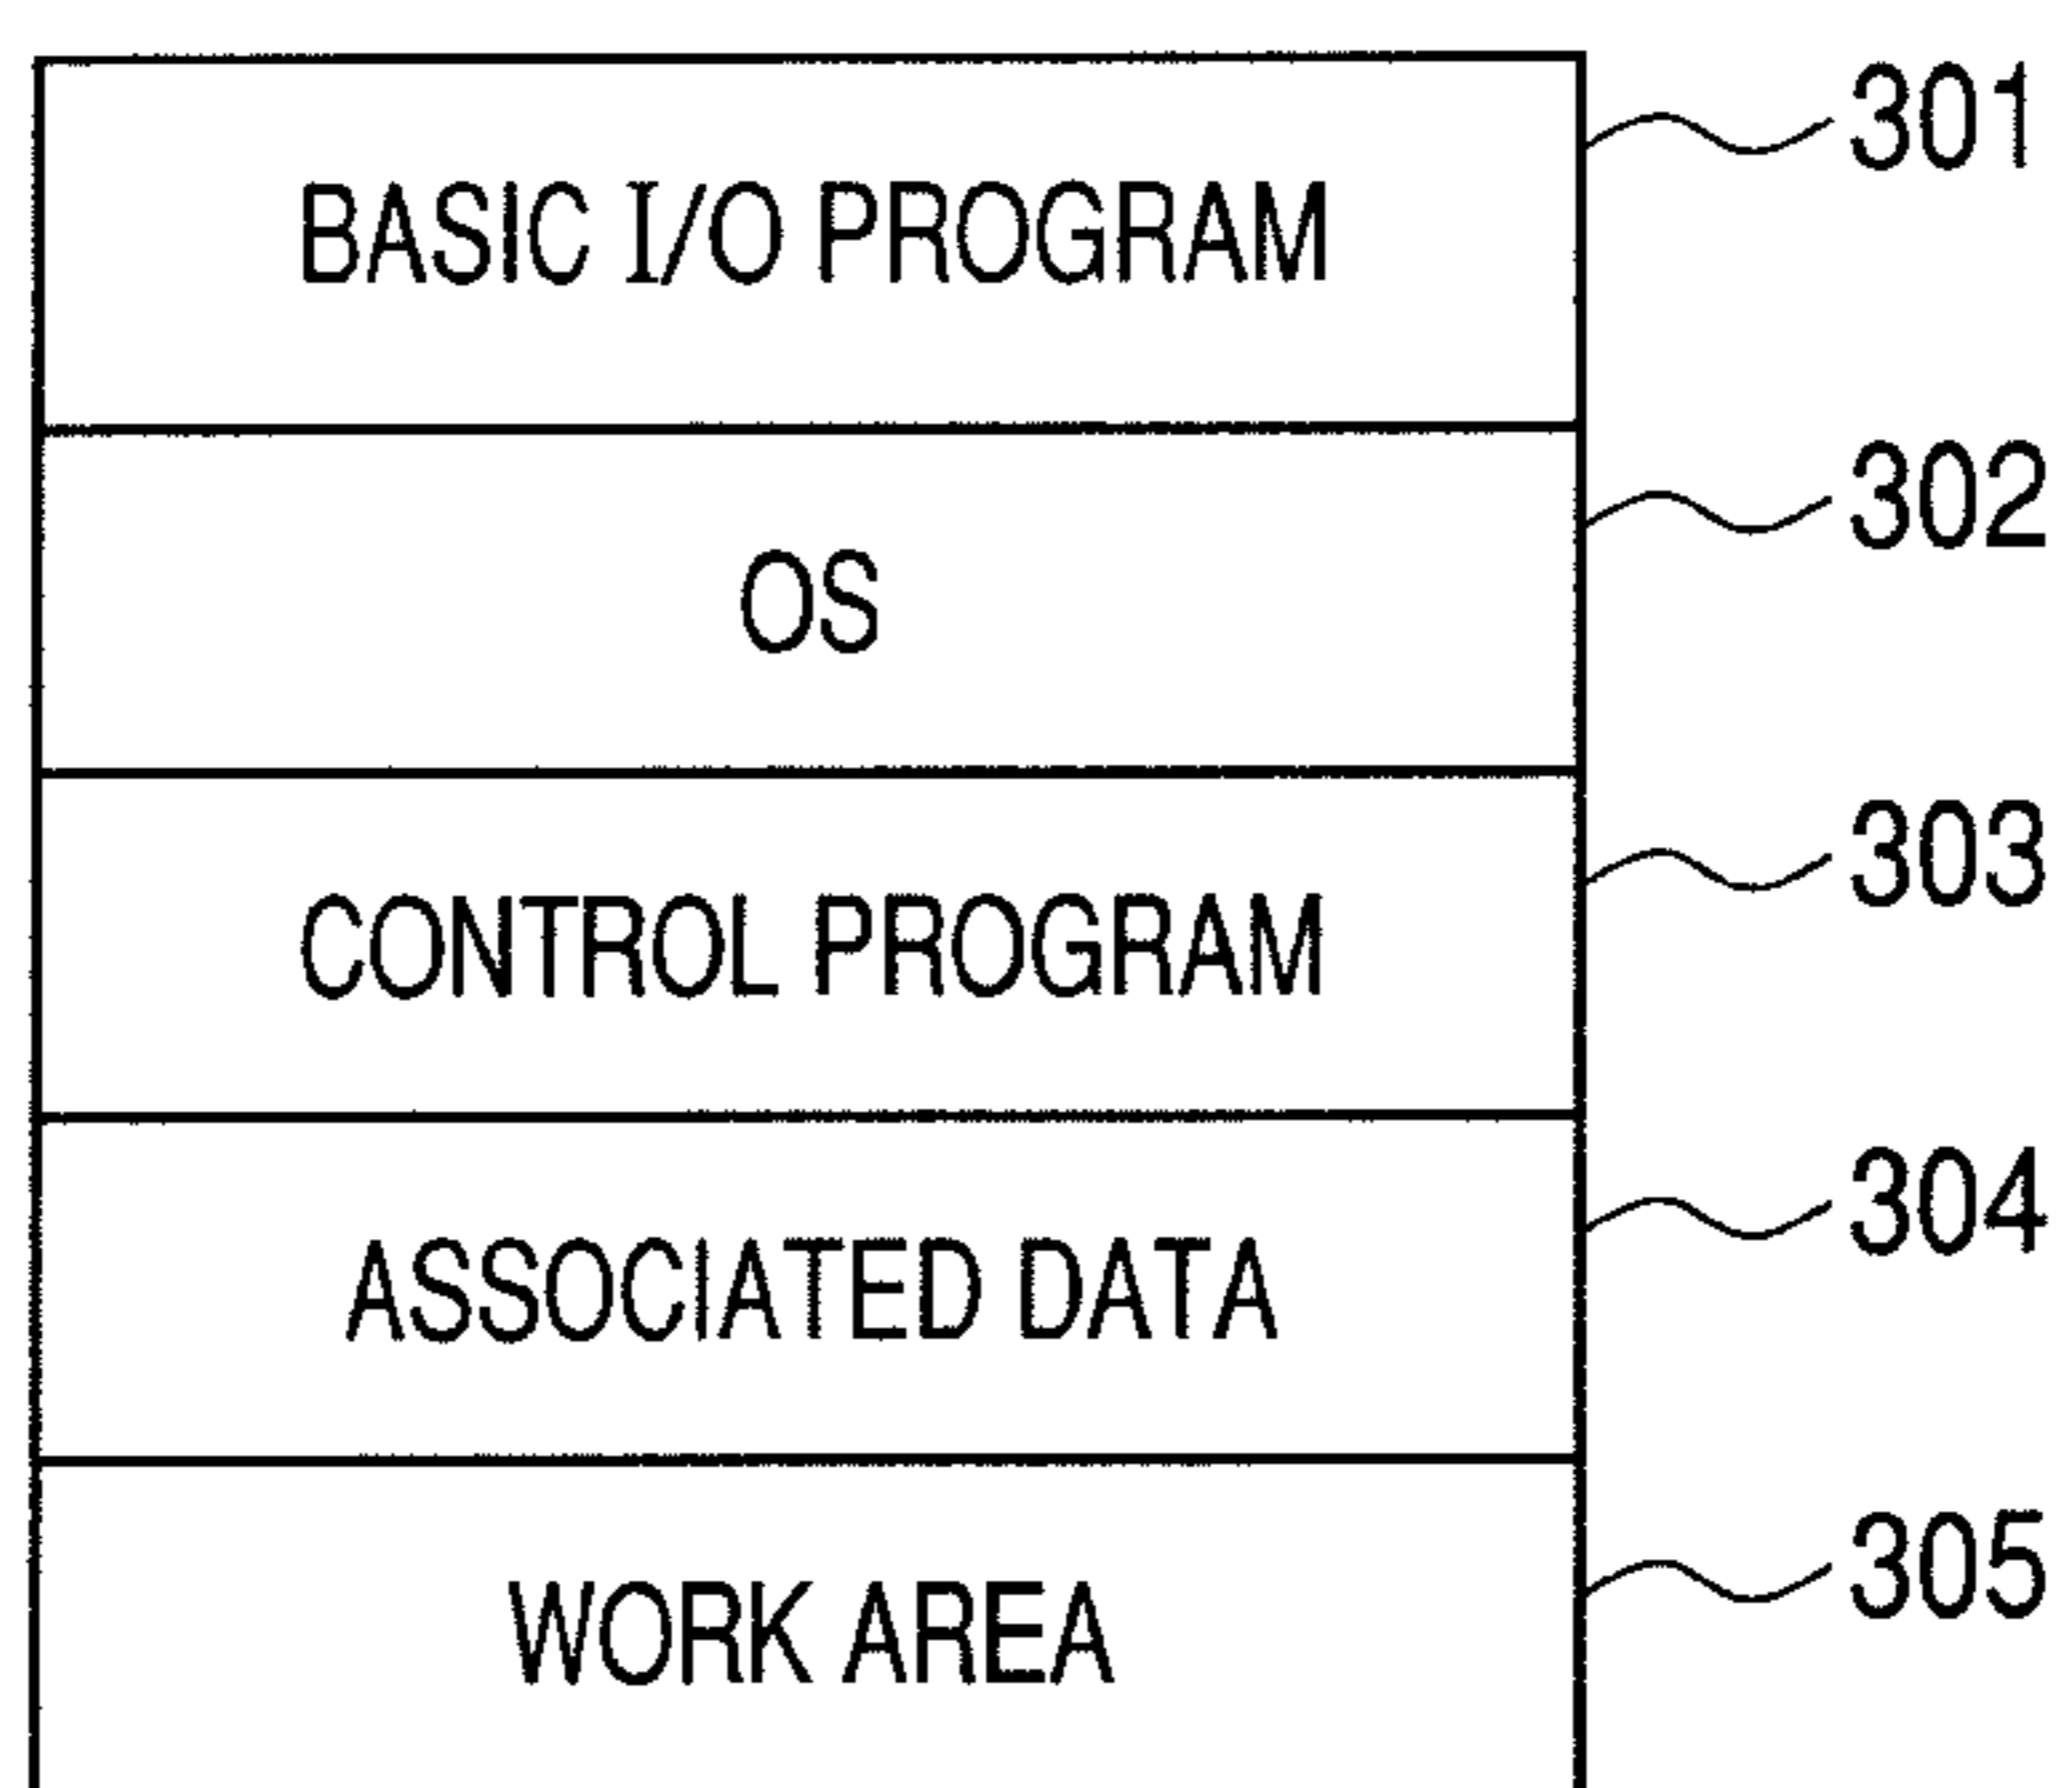 BASIC I/O PROGRAM 301
OS 302
CONTROL PROGRAM 303
ASSOCIATED DATA 304
WORK AREA 305